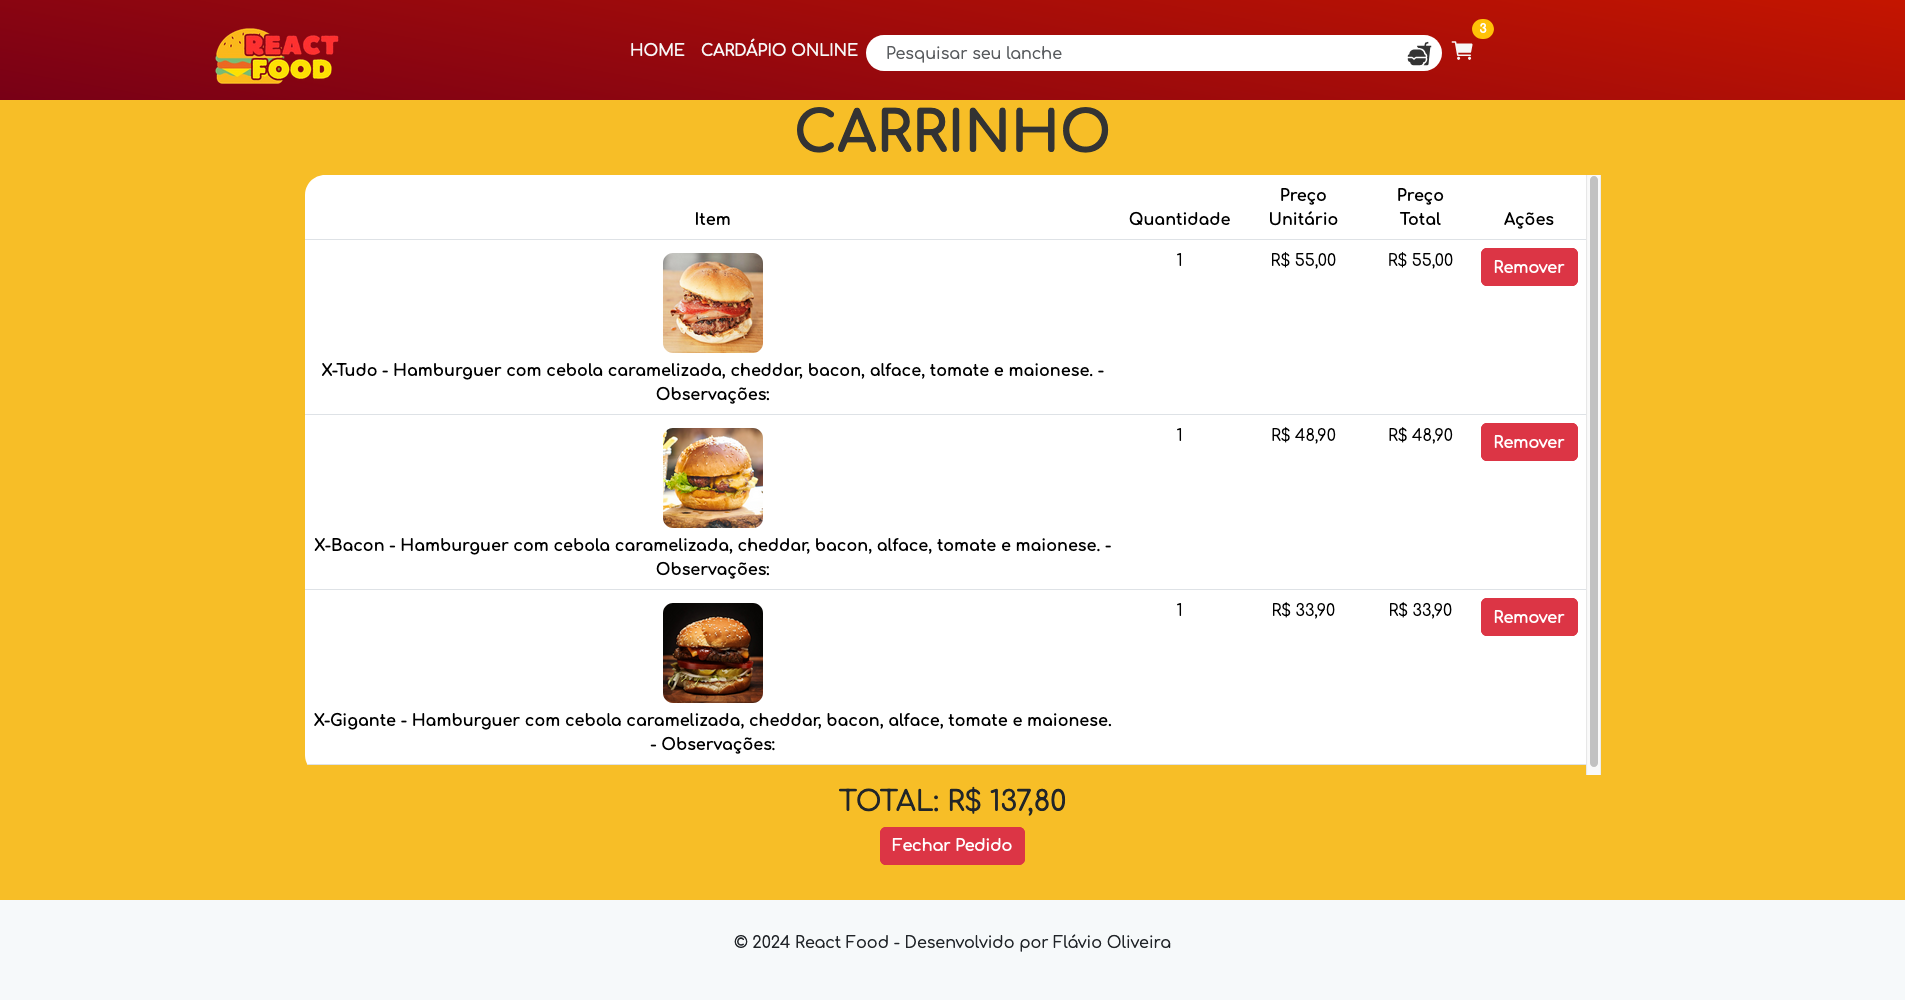 REACT
FOOD
HOME CARDÁPIO ONLINE Pesquisar seu lanche 3
CARRINHO
Item Quantidade Preço Unitário Preço Total Ações
1 R$ 55,00 R$ 55,00 Remover
X-Tudo - Hamburguer com cebola caramelizada, cheddar, bacon, alface, tomate e maionese. -
Observações:
1 R$ 48,90 R$ 48,90 Remover
X-Bacon - Hamburguer com cebola caramelizada, cheddar, bacon, alface, tomate e maionese. -
Observações:
1 R$ 33,90 R$ 33,90 Remover
X-Gigante - Hamburguer com cebola caramelizada, cheddar, bacon, alface, tomate e maionese.
- Observações:
TOTAL: R$ 137,80
Fechar Pedido
© 2024 React Food - Desenvolvido por Flávio Oliveira